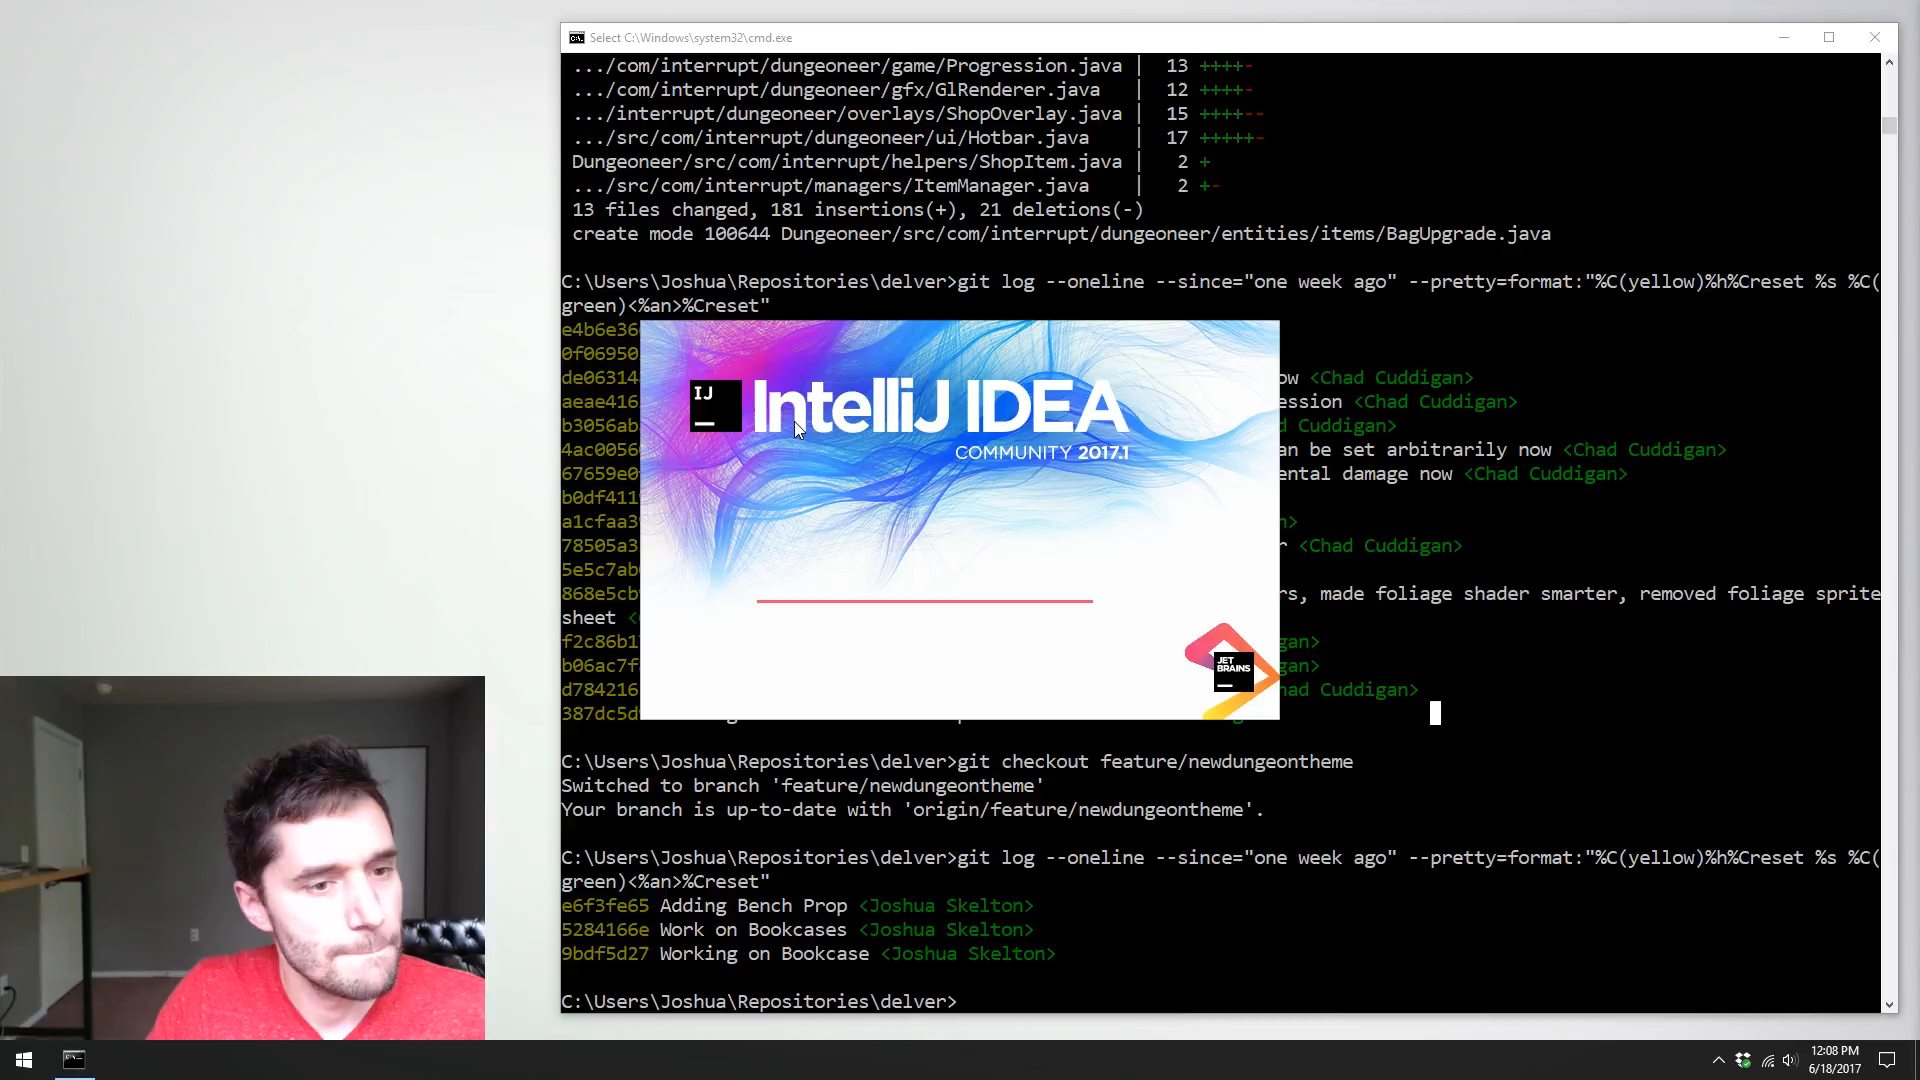 Select C:\Windows\system32\cmd.exe
.../com/interrupt/dungeoneer/game/Progression.java | 13 ++++-
.../com/interrupt/dungeoneer/gfx/GlRenderer.java | 12 ++++-
.../interrupt/dungeoneer/overlays/ShopOverlay.java | 15 ++++--
.../src/com/interrupt/dungeoneer/ui/Hotbar.java | 17 +++++-
Dungeoneer/src/com/interrupt/helpers/ShopItem.java | 2 +
.../src/com/interrupt/managers/ItemManager.java | 2 +-
13 files changed, 181 insertions(+), 21 deletions(-)
create mode 100644 Dungeoneer/src/com/interrupt/dungeoneer/entities/items/BagUpgrade.java
C:\Users\Joshua\Repositories\delver>git log --oneline --since="one week ago" --pretty=format:"%C(yellow)%h%Creset %s %C(
green)<%an>%Creset"
e4b6e36
0f06950
de06314 ow <Chad Cuddigan>
aeae416 ession <Chad Cuddigan>
b3056ab Chad Cuddigan>
4ac0056 an be set arbitrarily now <Chad Cuddigan>
67659e0 ental damage now <Chad Cuddigan>
b0df411
a1cfaa3 >
78505a3 r <Chad Cuddigan>
5e5c7ab
868e5cb rs, made foliage shader smarter, removed foliage sprite
sheet <
f2c86b1 gan>
b06ac7f igan>
d784216 had Cuddigan>
387dc5d
IJ
IntelliJ IDEA
COMMUNITY 2017.1
JET
BRAINS
C:\Users\Joshua\Repositories\delver>git checkout feature/newdungeontheme
Switched to branch 'feature/newdungeontheme'
Your branch is up-to-date with 'origin/feature/newdungeontheme'.
C:\Users\Joshua\Repositories\delver>git log --oneline --since="one week ago" --pretty=format:"%C(yellow)%h%Creset %s %C(
green)<%an>%Creset"
e6f3fe65 Adding Bench Prop <Joshua Skelton>
5284166e Work on Bookcases <Joshua Skelton>
9bdf5d27 Working on Bookcase <Joshua Skelton>
C:\Users\Joshua\Repositories\delver>
12:08 PM
6/18/2017